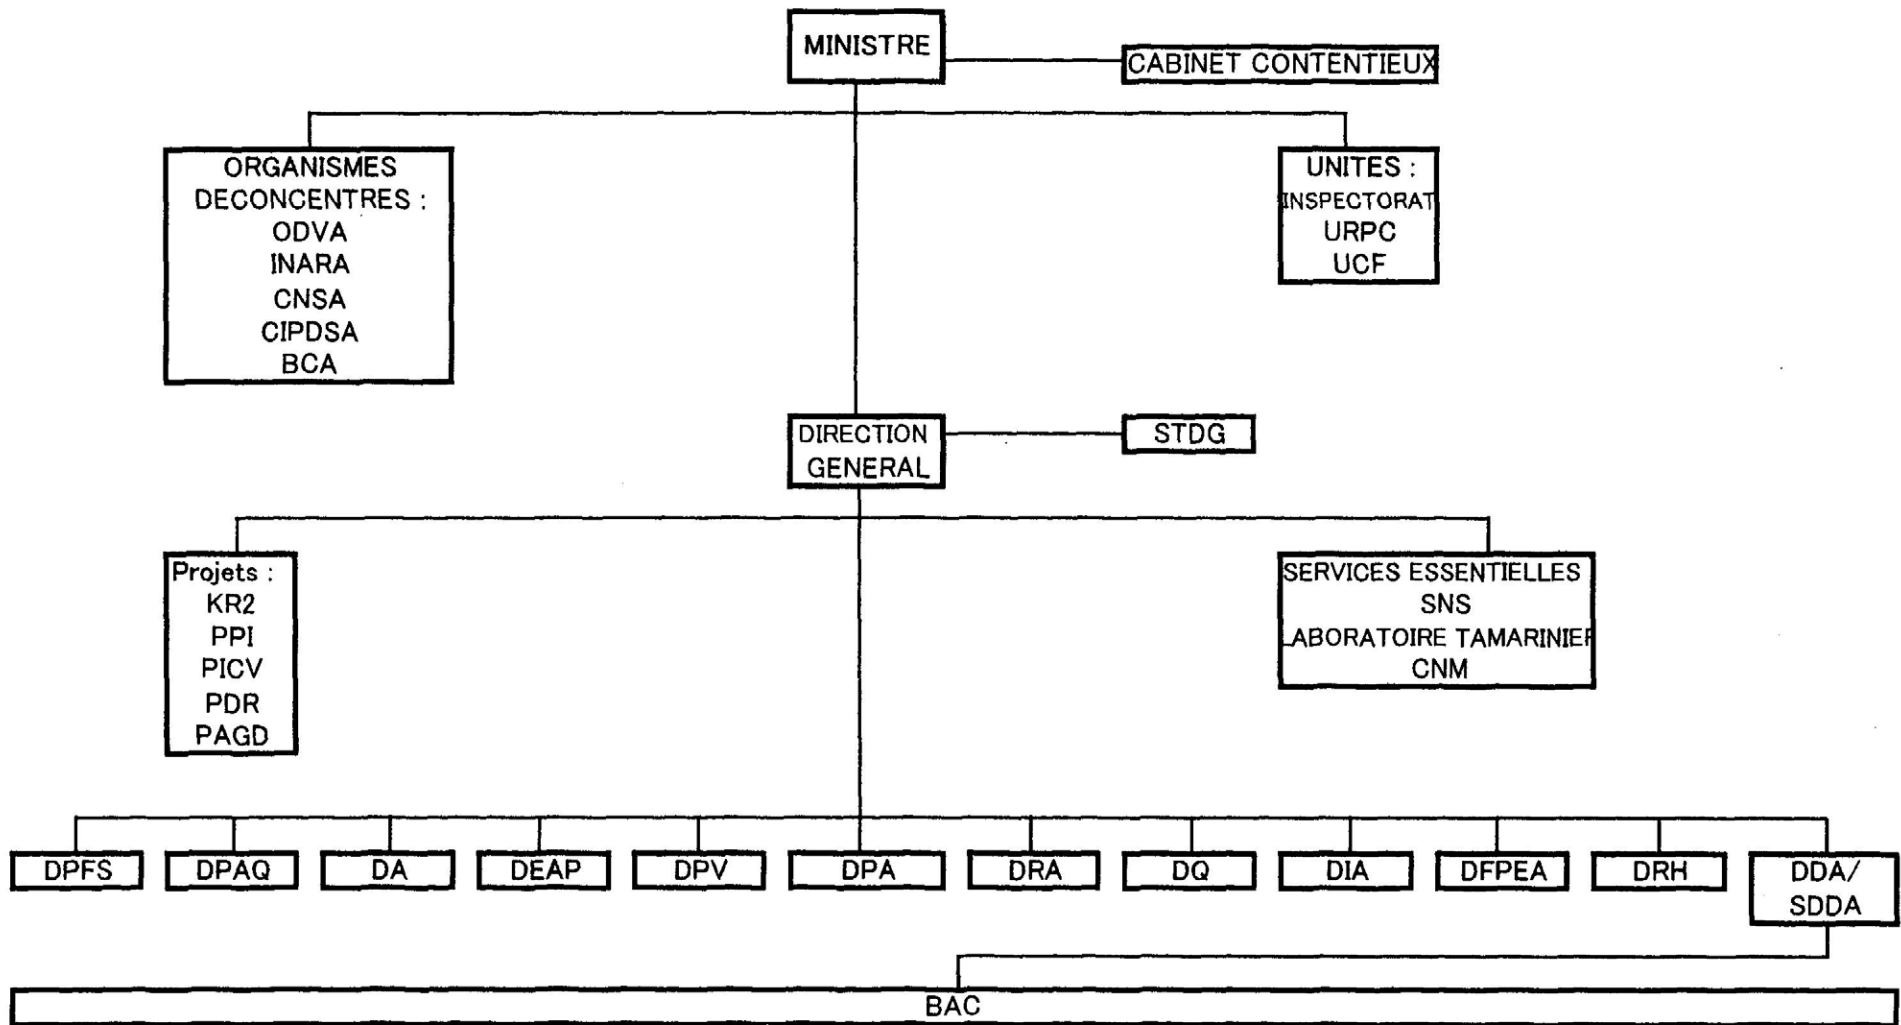 MINISTRE
CABINET CONTENTIEUX
ORGANISMES
DECONCENTRES :
ODVA
INARA
CNSA
CIPDSA
BCA
UNITES :
INSPECTORAT
URPC
UCF
DIRECTION
GENERAL
STDG
Projets :
KR2
PPI
PICV
PDR
PAGD
SERVICES ESSENTIELLES
SNS
LABORATOIRE TAMARINIER
CNM
DPFS
DPAQ
DA
DEAP
DPV
DPA
DRA
DQ
DIA
DFPEA
DRH
DDA/
SDDA
BAC